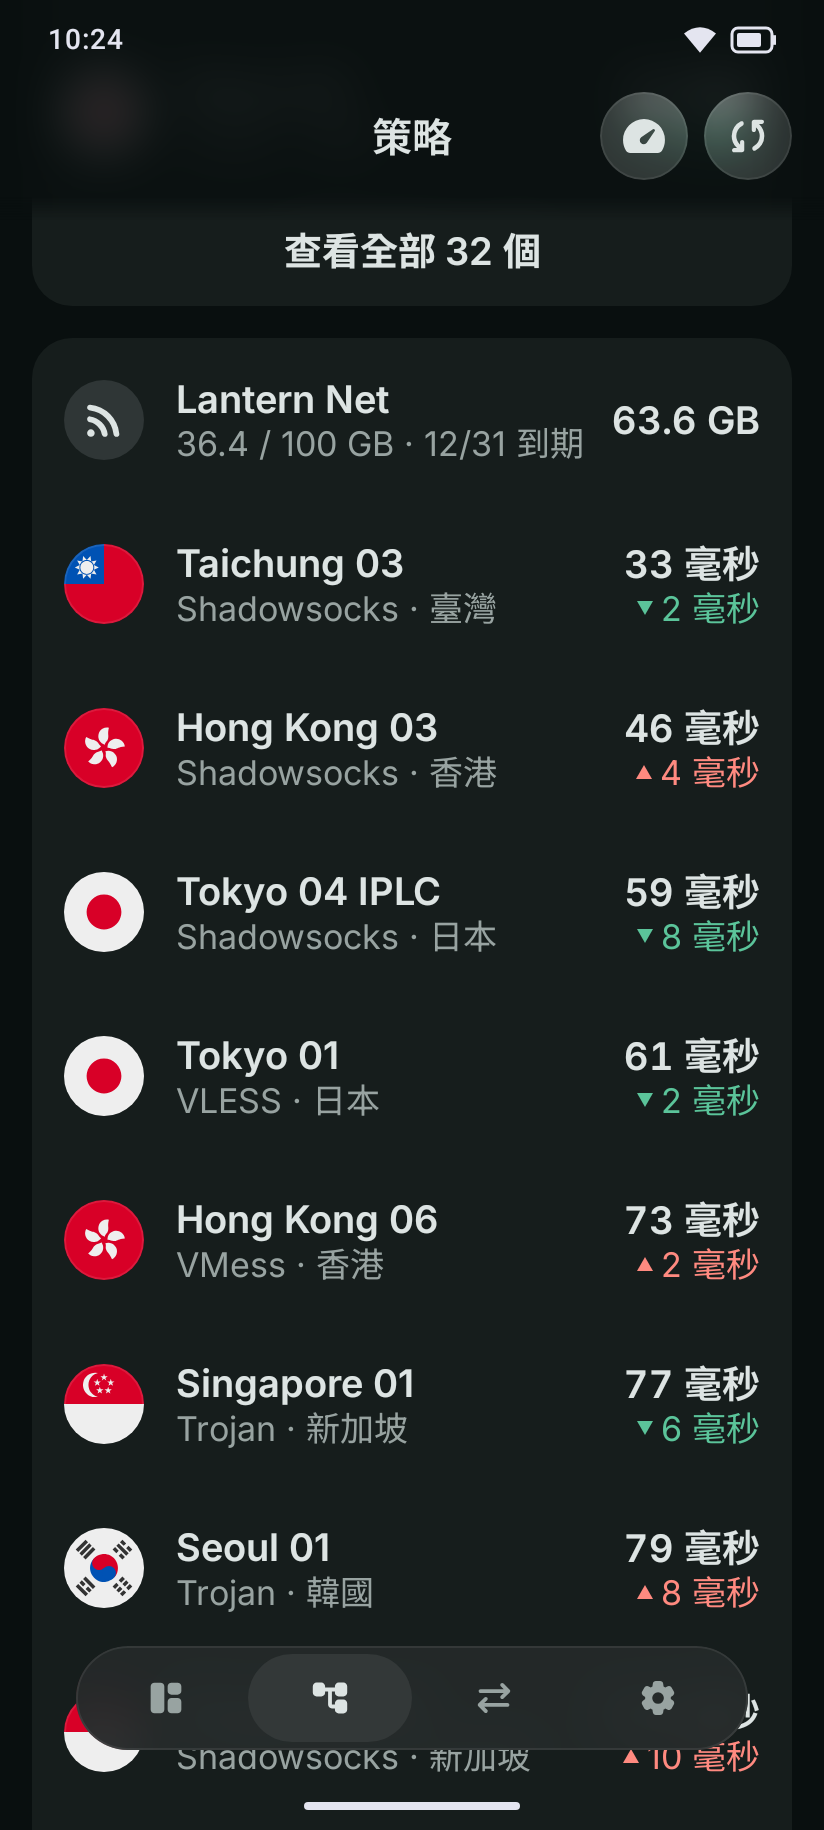 10:24
策略
查看全部 32 個
Lantern Net
36.4 / 100 GB · 12/31 到期
63.6 GB
Taichung 03
Shadowsocks · 臺灣
33 毫秒
▼2 毫秒
Hong Kong 03
Shadowsocks · 香港
46 毫秒
▲4 毫秒
Tokyo 04 IPLC
Shadowsocks · 日本
59 毫秒
▼8 毫秒
Tokyo 01
VLESS · 日本
61 毫秒
▼2 毫秒
Hong Kong 06
VMess · 香港
73 毫秒
▲2 毫秒
Singapore 01
Trojan · 新加坡
77 毫秒
▼6 毫秒
Seoul 01
Trojan · 韓國
79 毫秒
▲8 毫秒
Shadowsocks · 新加坡
▲10 毫秒